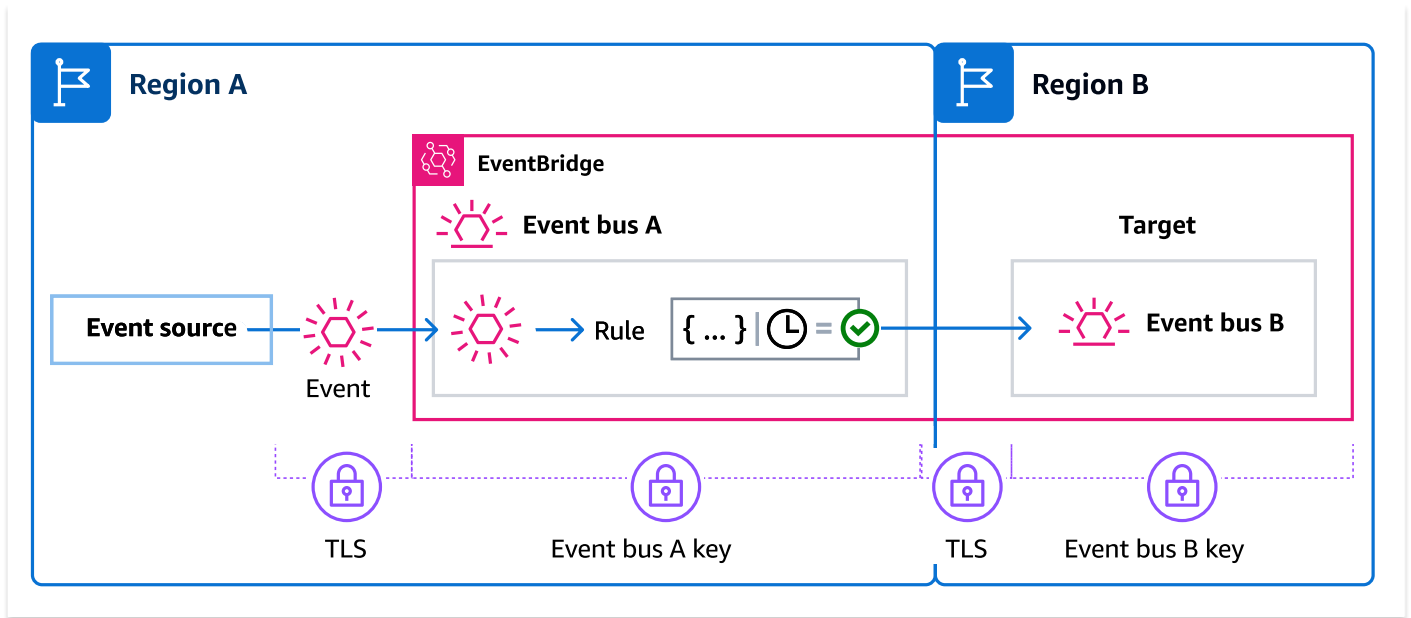 Region A
Region B
EventBridge
Event bus A
Target
Event source
Rule
{ ... } | =
Event bus B
Event
TLS
Event bus A key
TLS
Event bus B key